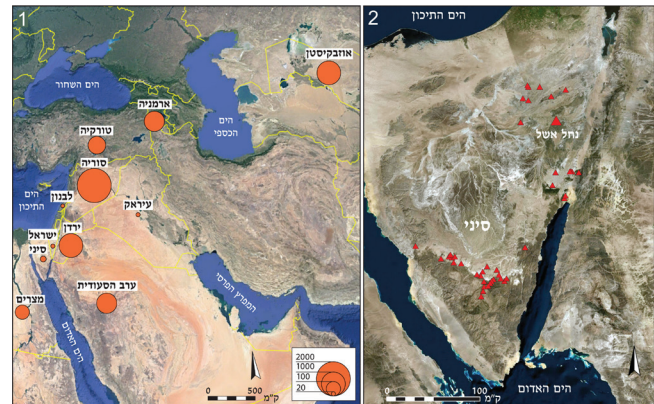 1
אוזבקיסטן
הים השחור
ארמניה
הים
הכספי
טורקיה
סוריה
הים
התיכון
לבנון
עיראק
ישראל
ירדן
סיני
ערב הסעודית
המפרץ הפרסי
מצרים
הים האדום
2000
1000
100
20
0 500
ק"מ
2
הים התיכון
נחל אשל
סיני
הים האדום
0 100
ק"מ